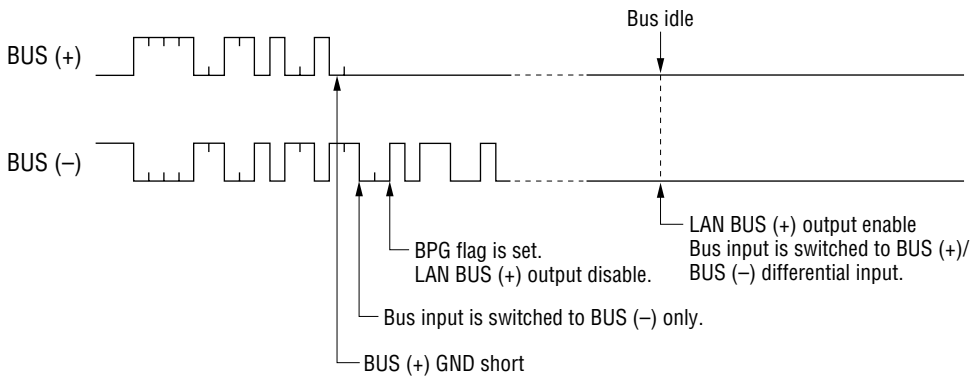 Bus idle
BUS (+)
BUS (–)
LAN BUS (+) output enable
Bus input is switched to BUS (+)/
BUS (–) differential input.
BPG flag is set.
LAN BUS (+) output disable.
Bus input is switched to BUS (–) only.
BUS (+) GND short